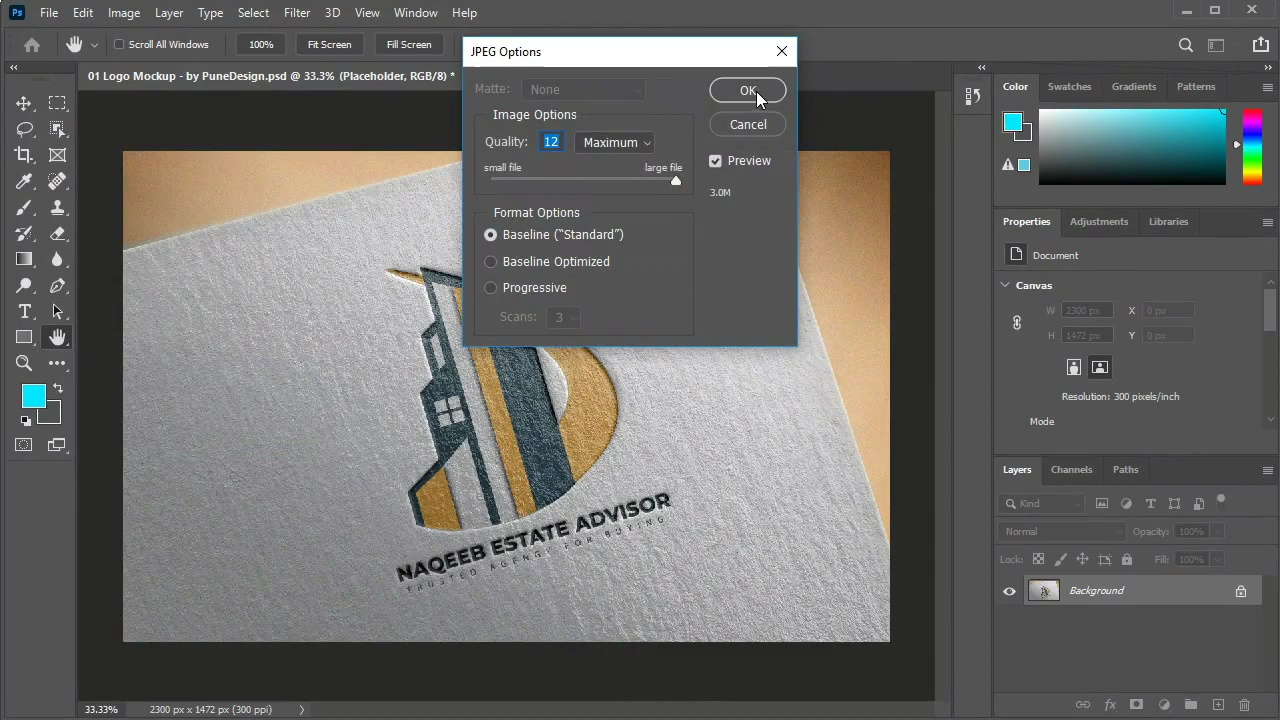 Ps File Edit Image Layer Type Select Filter 3D View Window Help
Scroll All Windows 100% Fit Screen Fill Screen
01 Logo Mockup - by PuneDesign.psd @ 33.3% (Placeholder, RGB/8) *
JPEG Options
Matte: None
OK
Image Options
Cancel
Quality: 12 Maximum
small file large file
Preview
3.0M
Format Options
Baseline (“Standard”)
Baseline Optimized
Progressive
Scans: 3
NAQEEB ESTATE ADVISOR
TRUSTED AGENCY FOR BUYING
Color Swatches Gradients Patterns
Properties Adjustments Libraries
Document
Canvas
W 2300 px X 0 pu
H 1472 px Y 0 pu
Resolution: 300 pixels/inch
Mode
Layers Channels Paths
Kind
Normal Opacity: 100%
Lock: Fill: 100%
Background
33.33% 2300 px x 1472 px (300 ppi)